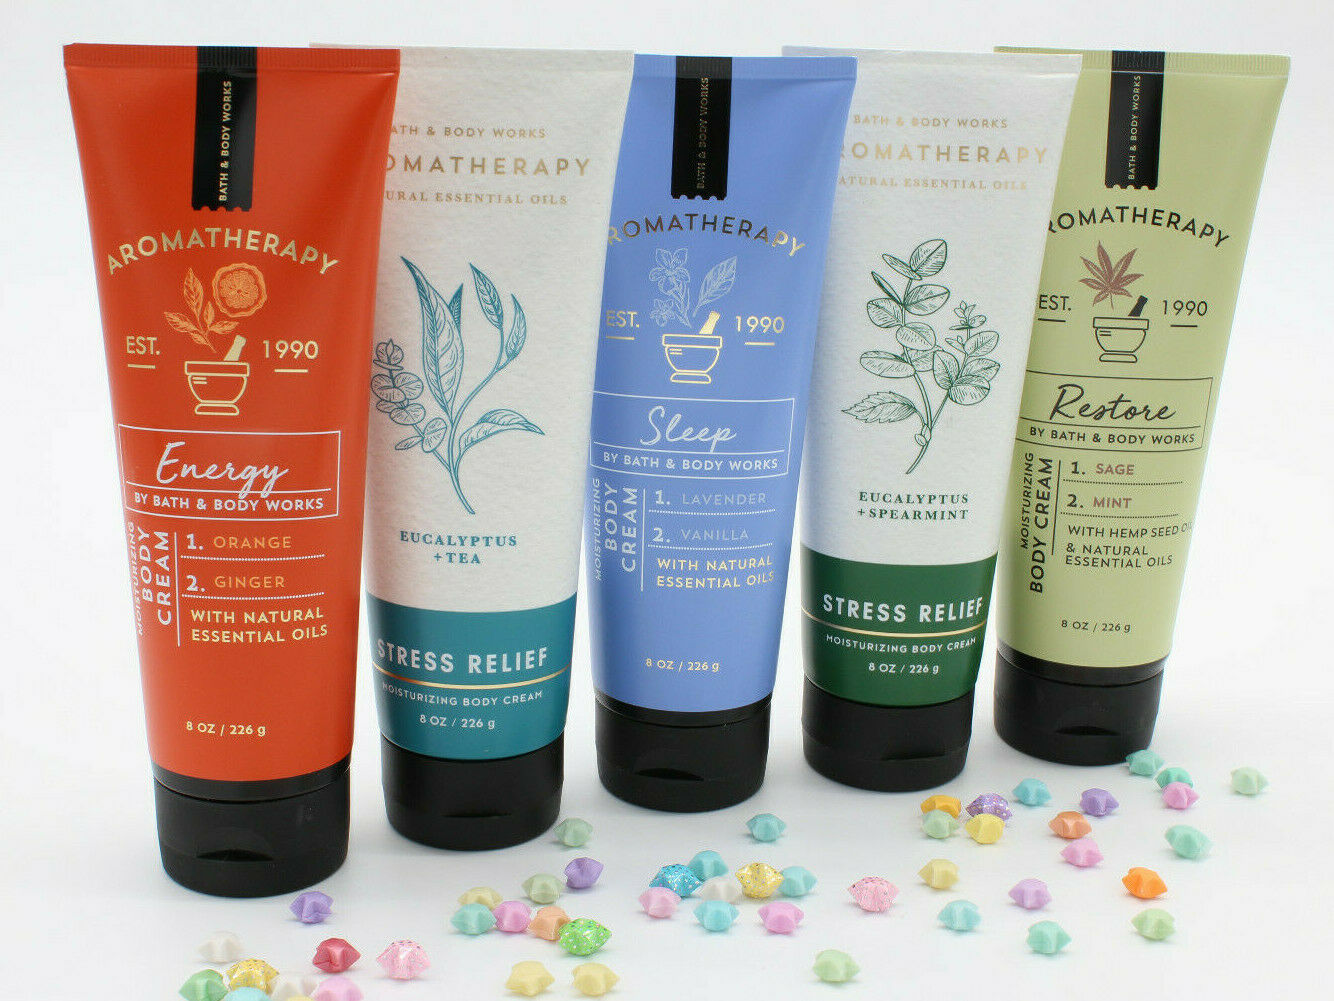 BATH & BODY WORKS
AROMATHERAPY
EST. 1990
Energy
BY BATH & BODY WORKS
MOISTURIZING
BODY
CREAM
1. ORANGE
2. GINGER
WITH NATURAL
ESSENTIAL OILS
8 OZ / 226 g
ATH & BODY WORKS
OMATHERAPY
URAL ESSENTIAL OILS
EUCALYPTUS
+ TEA
STRESS RELIEF
MOISTURIZING BODY CREAM
8 OZ / 226 g
BATH & BODY WORKS
ROMATHERAPY
EST. 1990
Sleep
BY BATH & BODY WORKS
MOISTURIZING
BODY
CREAM
1. LAVENDER
2. VANILLA
WITH NATURAL
ESSENTIAL OILS
8 OZ / 226 g
BATH & BODY WORKS
ROMATHERAPY
ATURAL ESSENTIAL OILS
EUCALYPTUS
+ SPEARMINT
STRESS RELIEF
MOISTURIZING BODY CREAM
8 OZ / 226 g
BATH & BODY WORKS
ROMATHERAPY
EST. 1990
Restore
BY BATH & BODY WORKS
MOISTURIZING
BODY CREAM
1. SAGE
2. MINT
WITH HEMP SEED OIL
& NATURAL
ESSENTIAL OILS
8 OZ / 226 g